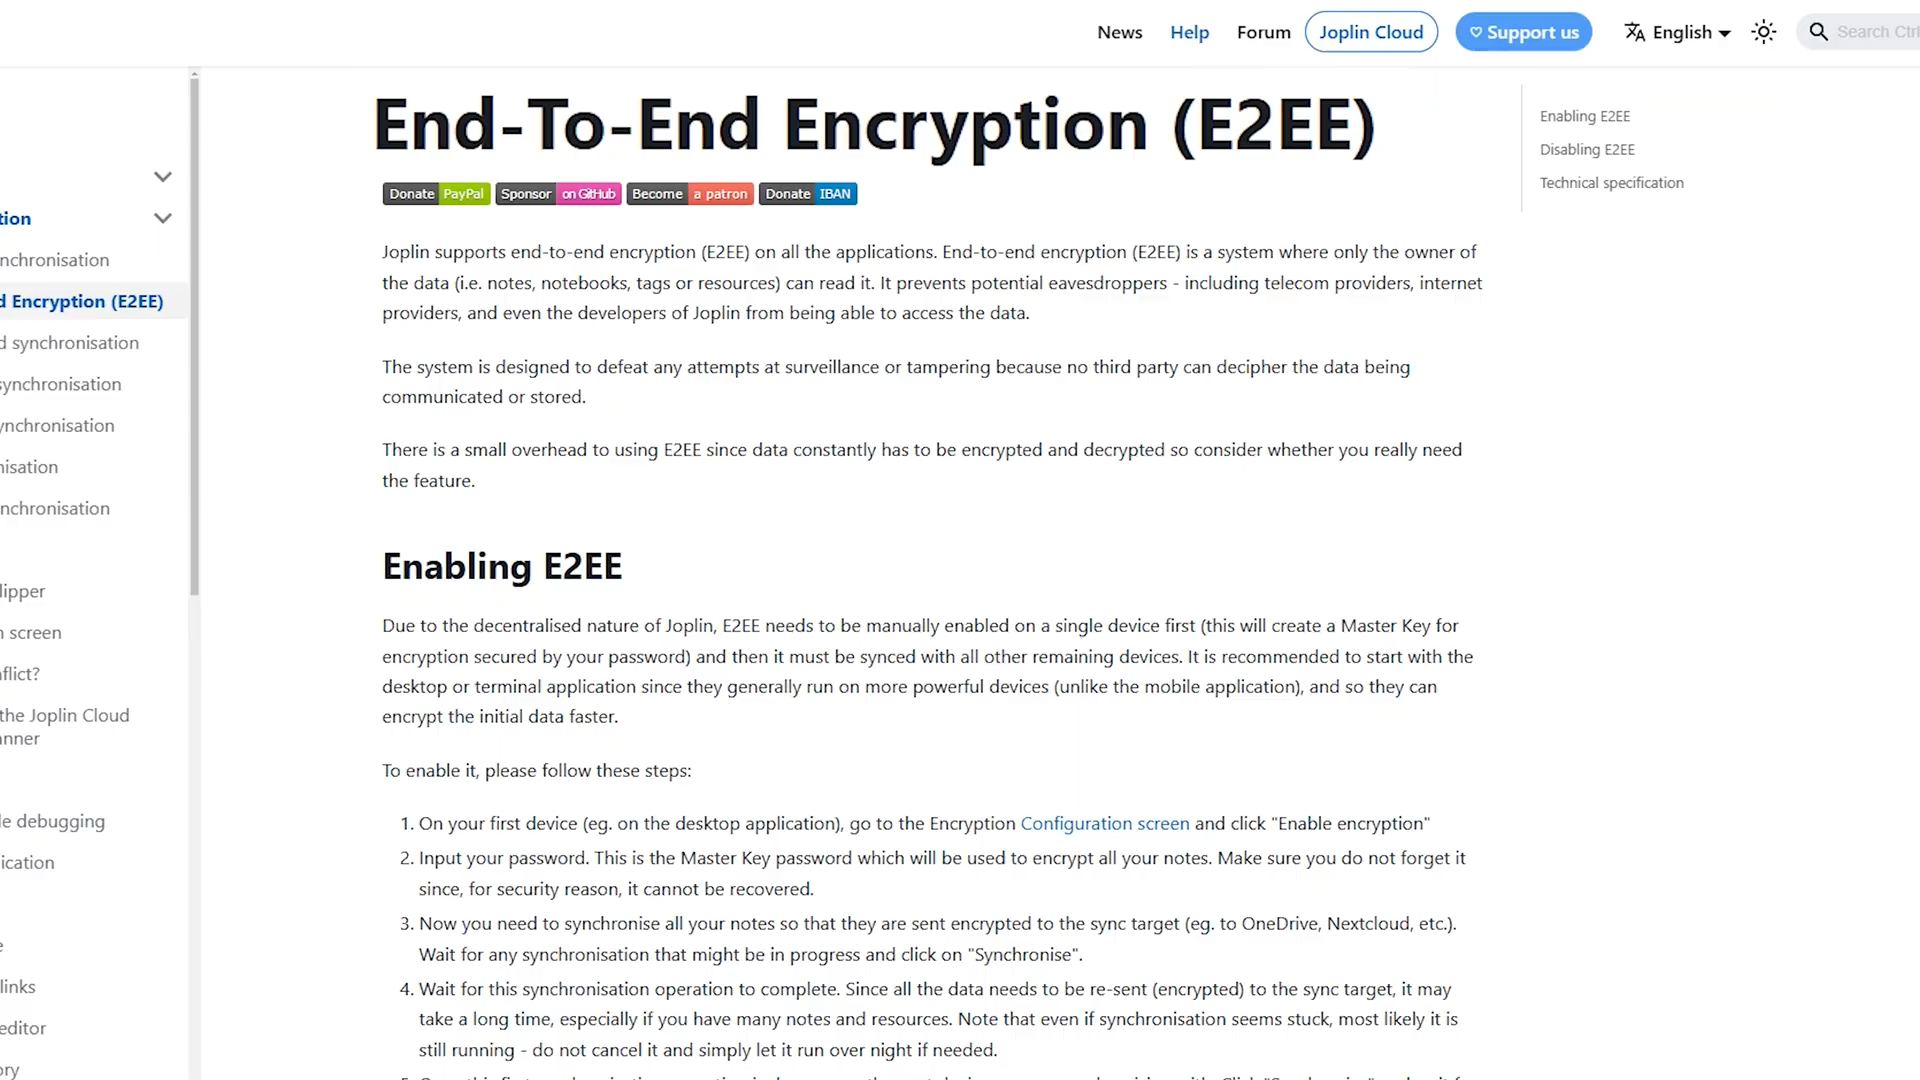 News Help Forum Joplin Cloud Support us English Search
End-To-End Encryption (E2EE)
Donate PayPal Sponsor on GitHub Become a patron Donate IBAN
Joplin supports end-to-end encryption (E2EE) on all the applications. End-to-end encryption (E2EE) is a system where only the owner of
the data (i.e. notes, notebooks, tags or resources) can read it. It prevents potential eavesdroppers - including telecom providers, internet
providers, and even the developers of Joplin from being able to access the data.
The system is designed to defeat any attempts at surveillance or tampering because no third party can decipher the data being
communicated or stored.
There is a small overhead to using E2EE since data constantly has to be encrypted and decrypted so consider whether you really need
the feature.
Enabling E2EE
Due to the decentralised nature of Joplin, E2EE needs to be manually enabled on a single device first (this will create a Master Key for
encryption secured by your password) and then it must be synced with all other remaining devices. It is recommended to start with the
desktop or terminal application since they generally run on more powerful devices (unlike the mobile application), and so they can
encrypt the initial data faster.
To enable it, please follow these steps:
1. On your first device (eg. on the desktop application), go to the Encryption Configuration screen and click "Enable encryption"
2. Input your password. This is the Master Key password which will be used to encrypt all your notes. Make sure you do not forget it
since, for security reason, it cannot be recovered.
3. Now you need to synchronise all your notes so that they are sent encrypted to the sync target (eg. to OneDrive, Nextcloud, etc.).
Wait for any synchronisation that might be in progress and click on "Synchronise".
4. Wait for this synchronisation operation to complete. Since all the data needs to be re-sent (encrypted) to the sync target, it may
take a long time, especially if you have many notes and resources. Note that even if synchronisation seems stuck, most likely it is
still running - do not cancel it and simply let it run over night if needed.
Enabling E2EE
Disabling E2EE
Technical specification
tion
nchronisation
d Encryption (E2EE)
d synchronisation
synchronisation
ynchronisation
nisation
nchronisation
lipper
n screen
nflict?
the Joplin Cloud
anner
le debugging
ication
e
links
editor
ory